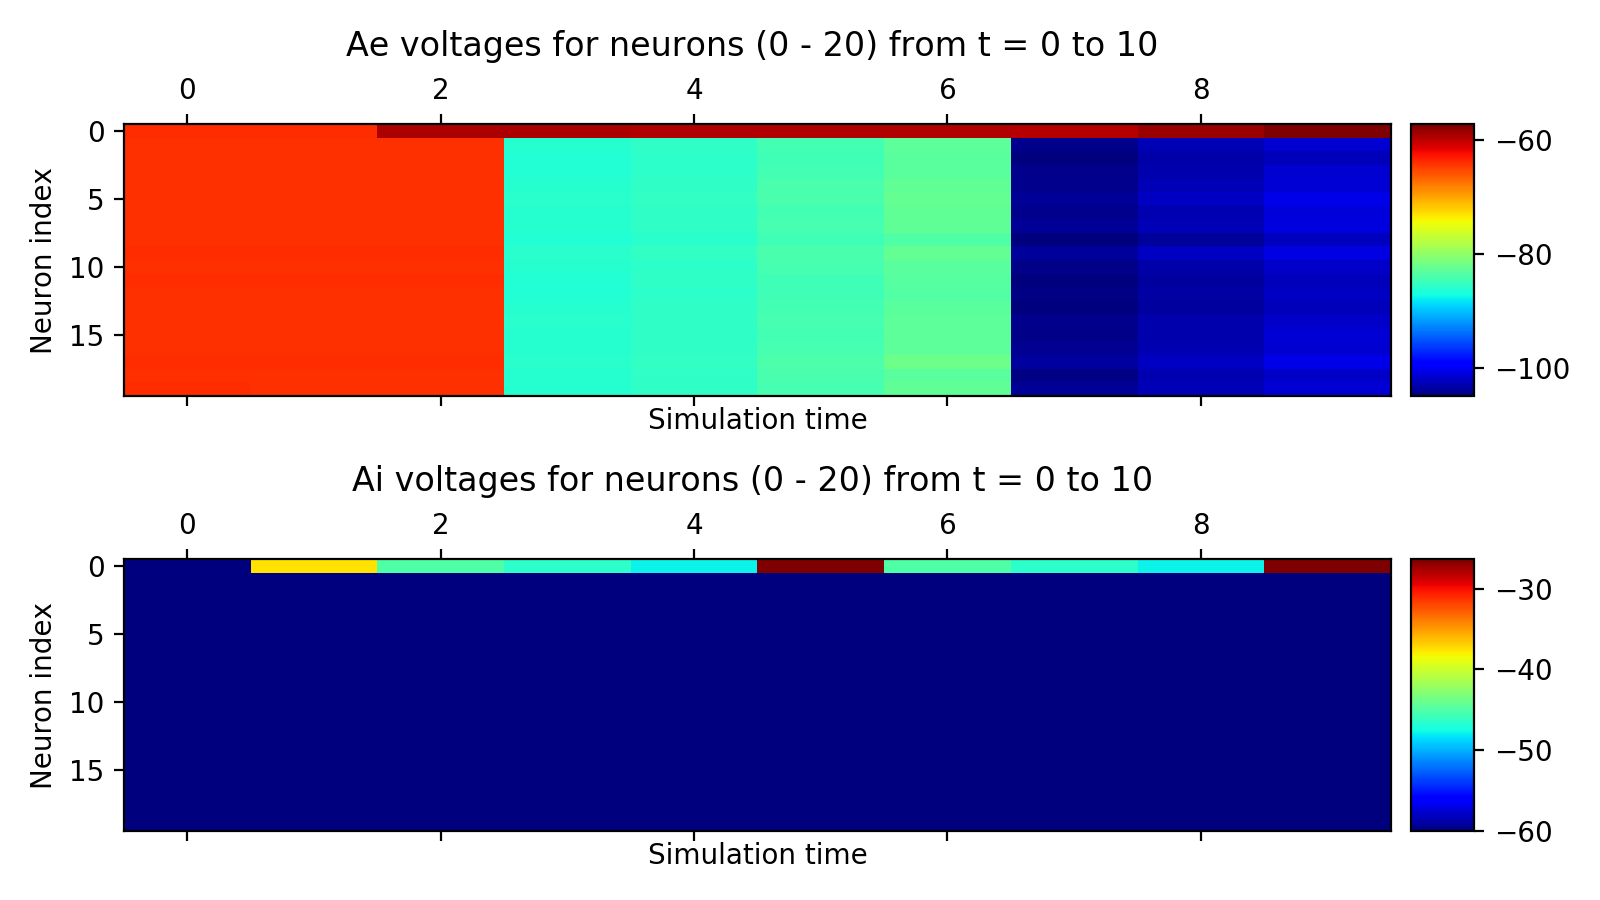 Ae voltages for neurons (0 - 20) from t = 0 to 10
0 2 4 6 8
Neuron index
0
5
10
15
−60
−80
−100
Simulation time
Ai voltages for neurons (0 - 20) from t = 0 to 10
0 2 4 6 8
Neuron index
0
5
10
15
−30
−40
−50
−60
Simulation time